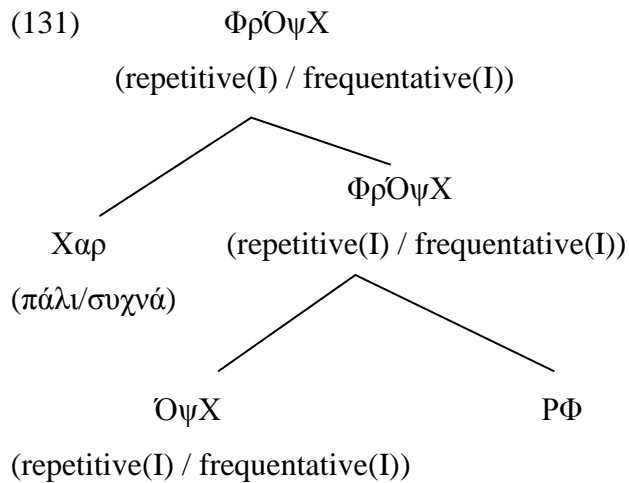 (131) ΦρΌψΧ
(repetitive(I) / frequentative(I))
ΦρΌψΧ
Χαρ (repetitive(I) / frequentative(I))
(πάλι/συχνά)
ΌψΧ ΡΦ
(repetitive(I) / frequentative(I))